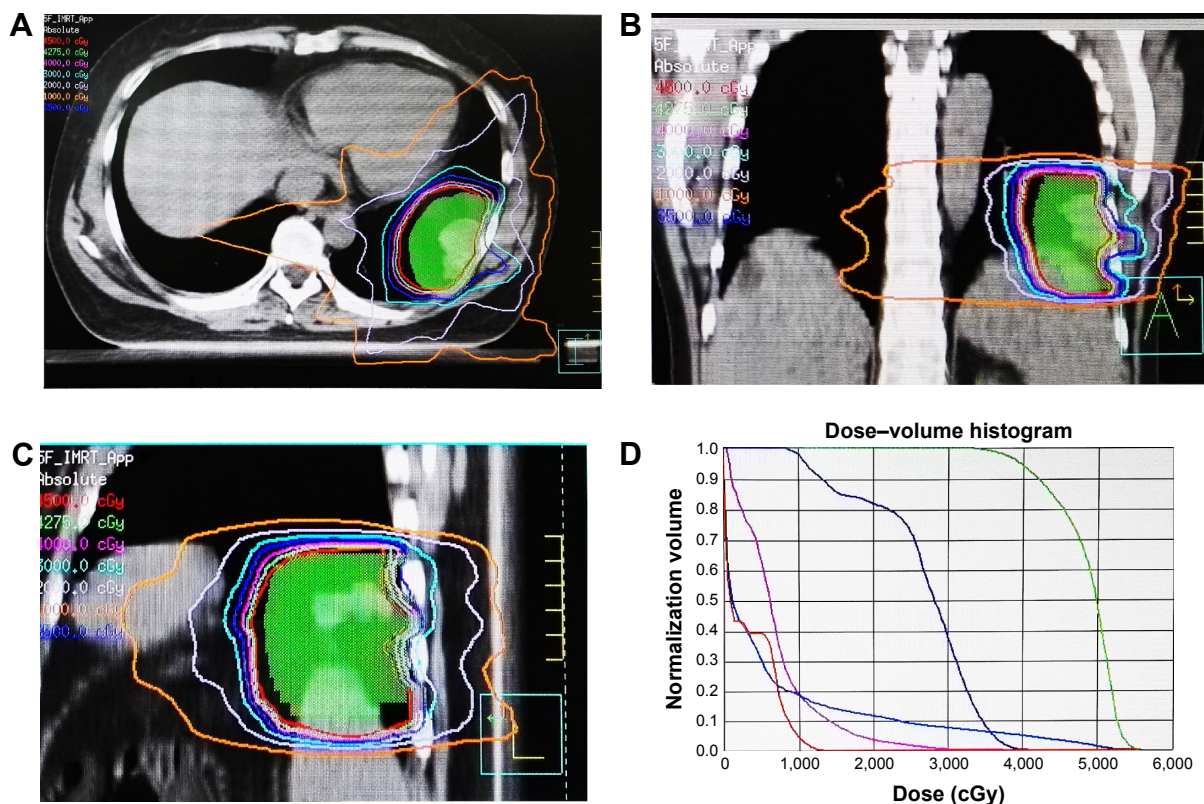 A
5F_IMRT_App
Absolute
4500.0 cGy
4275.0 cGy
4000.0 cGy
3000.0 cGy
2000.0 cGy
1000.0 cGy
3500.0 cGy
B
5F_IMRT_App
Absolute
4500.0 cGy
4275.0 cGy
4000.0 cGy
3000.0 cGy
2000.0 cGy
1000.0 cGy
3500.0 cGy
A
C
5F_IMRT_App
Absolute
4500.0 cGy
4275.0 cGy
4000.0 cGy
3000.0 cGy
2000.0 cGy
1000.0 cGy
3500.0 cGy
L
D
Dose–volume histogram
Normalization volume
1.0
0.9
0.8
0.7
0.6
0.5
0.4
0.3
0.2
0.1
0.0
0
1,000
2,000
3,000
4,000
5,000
6,000
Dose (cGy)